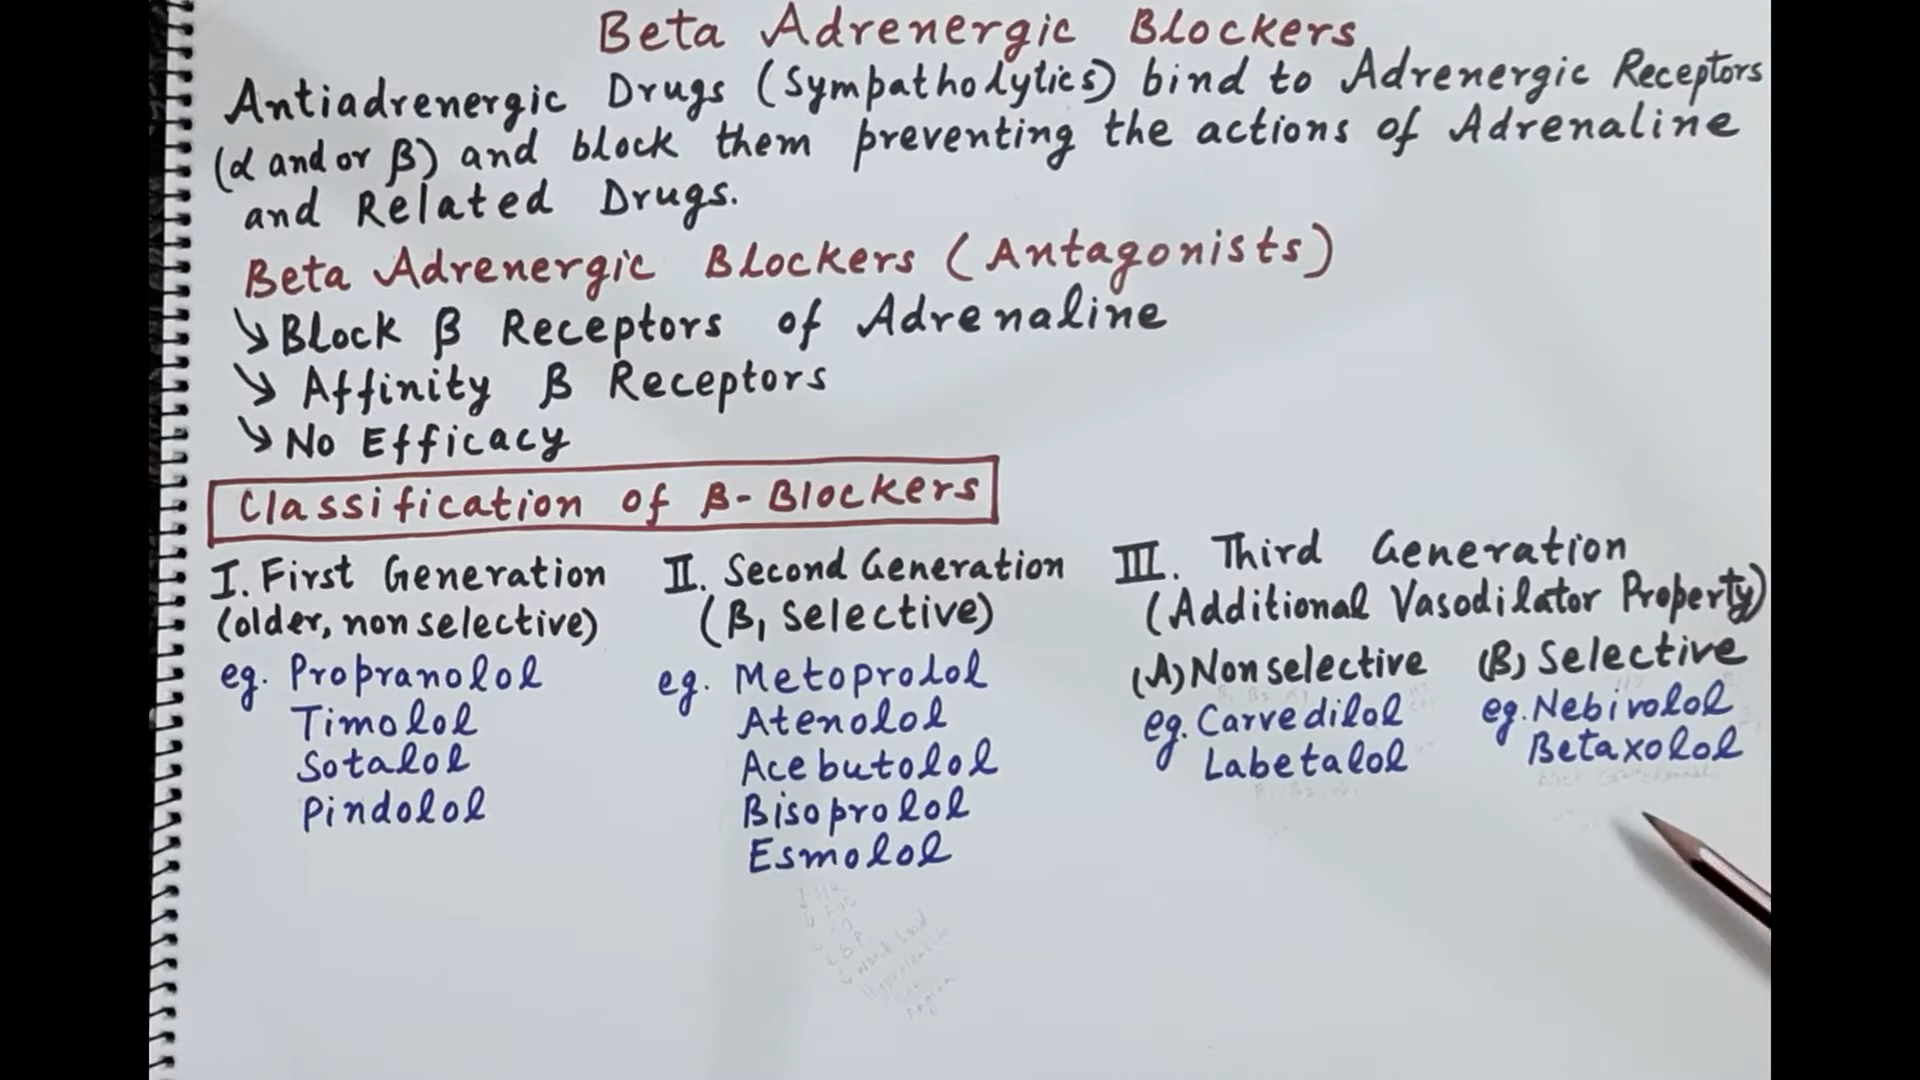 Beta Adrenergic Blockers
Antiadrenergic Drugs (Sympatholytics) bind to Adrenergic Receptors
(α and or β) and block them preventing the actions of Adrenaline
and Related Drugs.
Beta Adrenergic Blockers (Antagonists)
↘ Block β Receptors of Adrenaline
↘ Affinity β Receptors
↘ No Efficacy
Classification of β-Blockers
I. First Generation
(older, non selective)
eg. Propranolol
Timolol
Sotalol
Pindolol
II. Second Generation
(β1 Selective)
eg. Metoprolol
Atenolol
Acebutolol
Bisoprolol
Esmolol
III. Third Generation
(Additional Vasodilator Property)
(A) Nonselective
eg. Carvedilol
Labetalol
(B) Selective
eg. Nebivolol
Betaxolol